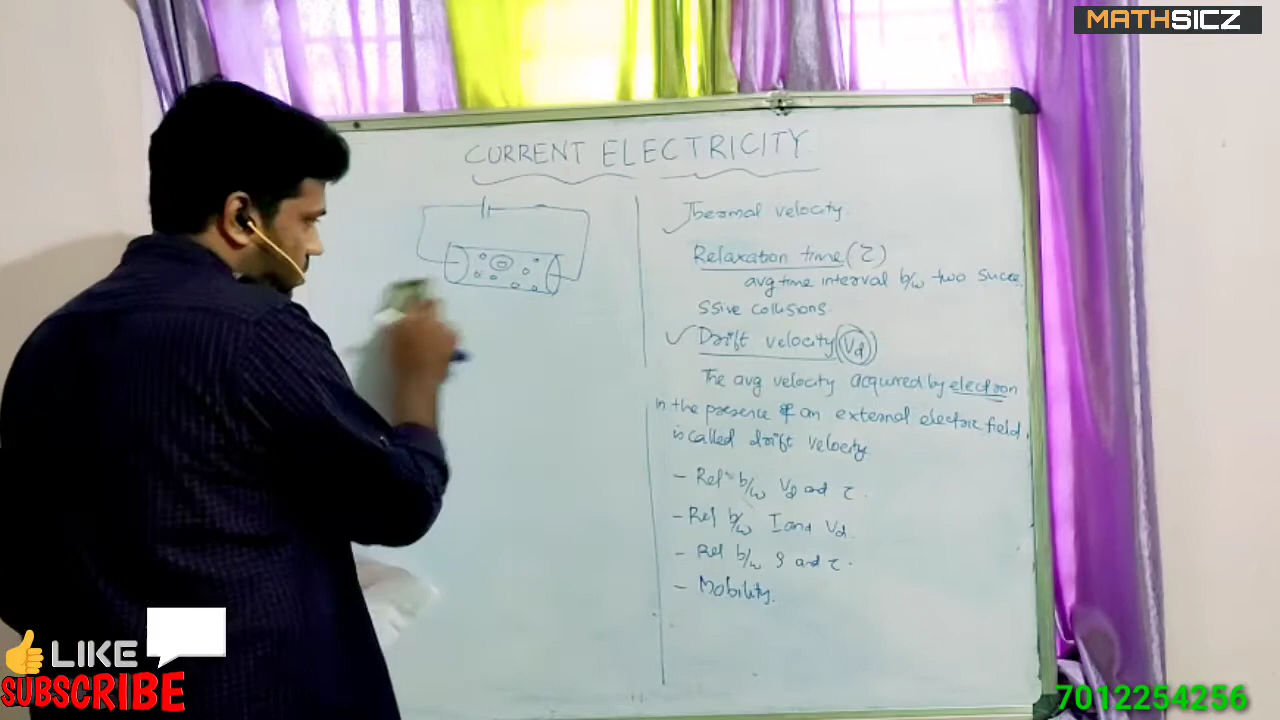 MATHSICZ
CURRENT ELECTRICITY
Thermal velocity
Relaxation time (τ)
avg time interval b/w two succe
ssive collisions.
Drift velocity (Vd)
The avg velocity acquired by electron
in the presence of an external electric field.
is called drift velocity.
- Rel b/w Vd and τ.
- Rel b/w I and Vd.
- Rel b/w ρ and τ.
- Mobility.
LIKE
SUBSCRIBE
7012254256